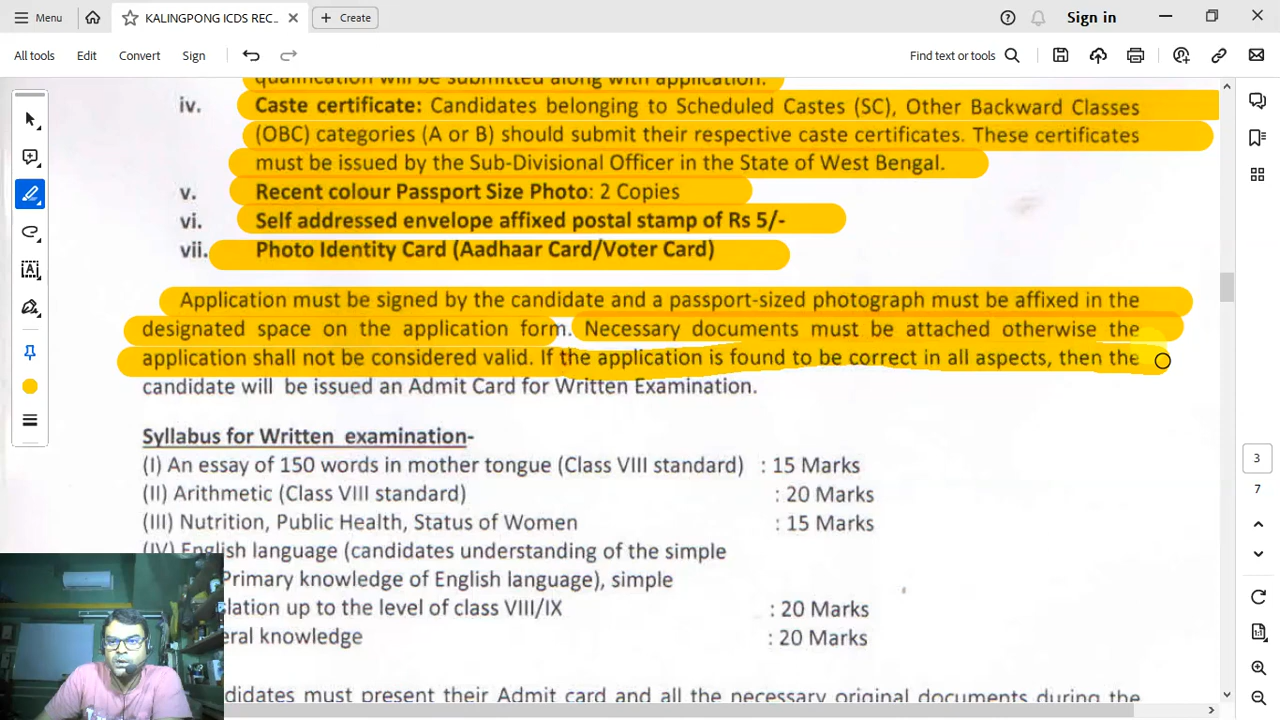 Menu
KALINGPONG ICDS REC...
Create
Sign in
All tools
Edit
Convert
Sign
Find text or tools
qualification will be submitted along with application.
iv. Caste certificate: Candidates belonging to Scheduled Castes (SC), Other Backward Classes
(OBC) categories (A or B) should submit their respective caste certificates. These certificates
must be issued by the Sub-Divisional Officer in the State of West Bengal.
v. Recent colour Passport Size Photo: 2 Copies
vi. Self addressed envelope affixed postal stamp of Rs 5/-
vii. Photo Identity Card (Aadhaar Card/Voter Card)
Application must be signed by the candidate and a passport-sized photograph must be affixed in the
designated space on the application form. Necessary documents must be attached otherwise the
application shall not be considered valid. If the application is found to be correct in all aspects, then the
candidate will be issued an Admit Card for Written Examination.
Syllabus for Written examination-
(I) An essay of 150 words in mother tongue (Class VIII standard) : 15 Marks
(II) Arithmetic (Class VIII standard) : 20 Marks
(III) Nutrition, Public Health, Status of Women : 15 Marks
(IV) English language (candidates understanding of the simple
Primary knowledge of English language), simple
slation up to the level of class VIII/IX : 20 Marks
eral knowledge : 20 Marks
didates must present their Admit card and all the necessary original documents during the
3
7